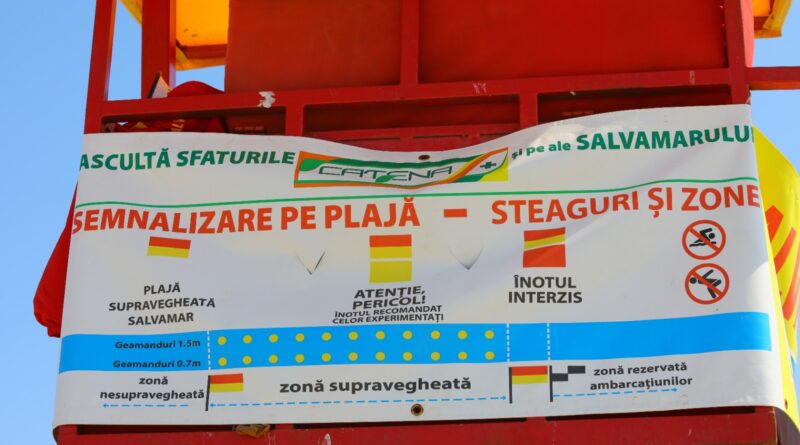 ASCULTĂ SFATURILE CATENA și pe ale SALVAMARULUI
SEMNALIZARE PE PLAJĂ - STEAGURI ȘI ZONE
PLAJĂ
SUPRAVEGHEATĂ
SALVAMAR
ATENȚIE,
PERICOL!
ÎNOTUL RECOMANDAT
CELOR EXPERIMENTAȚI
ÎNOTUL
INTERZIS
Geamanduri 1.5m
Geamanduri 0.7m
zonă
nesupravegheată
zonă supravegheată
zonă rezervată
ambarcațiunilor